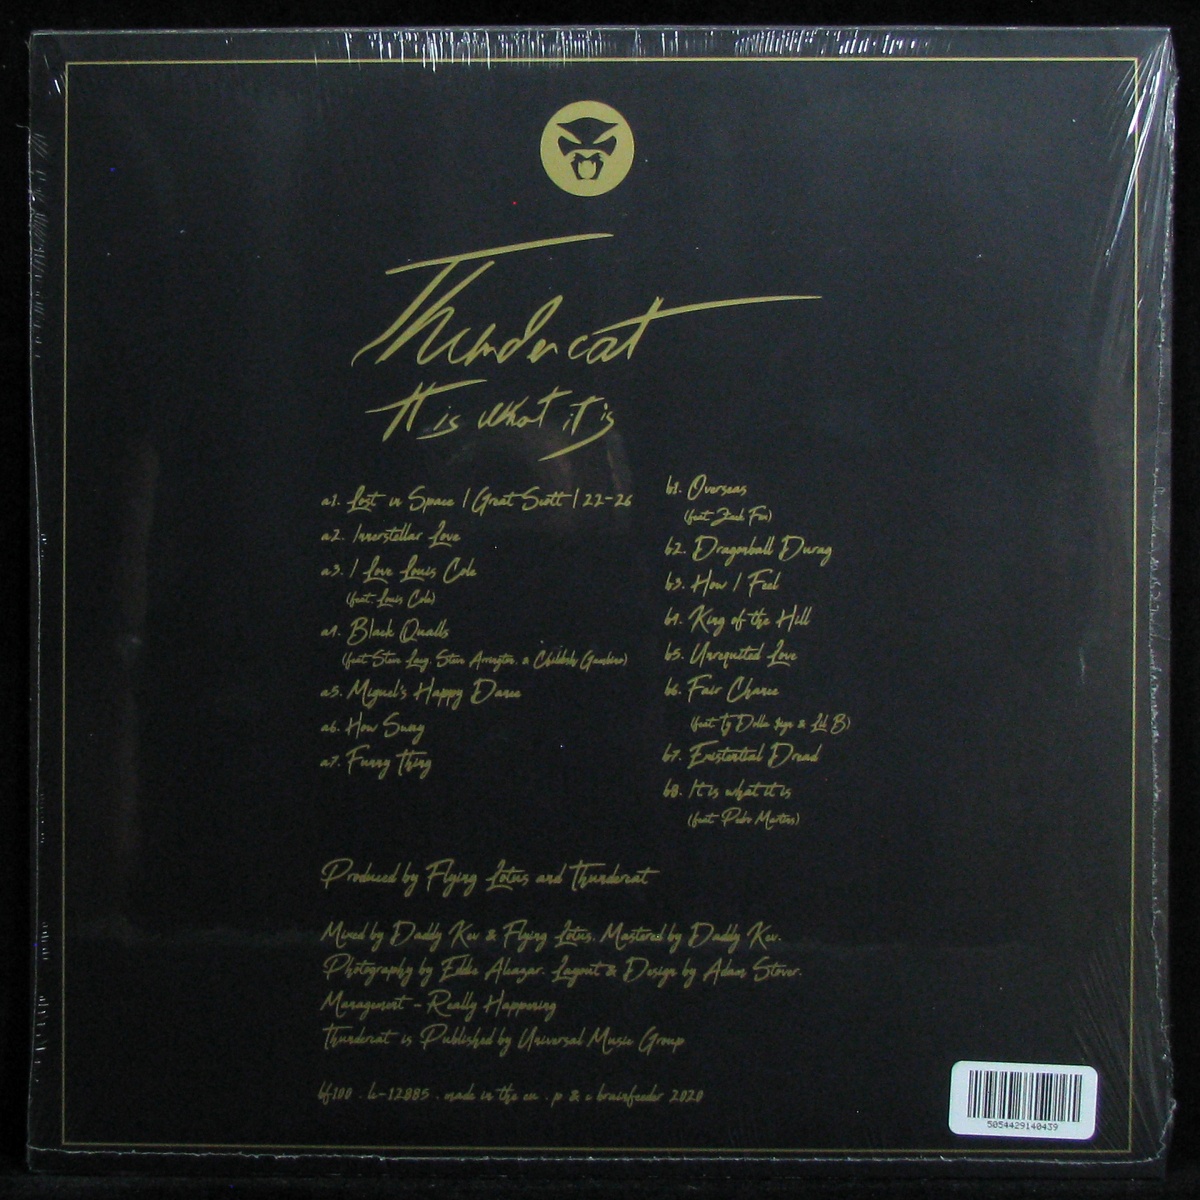 Thundercat
It is what it is
a1. Lost in Space / Great Scott / 22-26
a2. Innerstellar Love
a3. I Love Louis Cole
(feat. Louis Cole)
a4. Black Qualls
(feat Steve Lacy, Steve Arrington, & Childish Gambino)
a5. Miguel's Happy Dance
a6. How Sway
a7. Funny Thing
b1. Overseas
(feat Zack Fox)
b2. Dragonball Durag
b3. How I Feel
b4. King of the Hill
b5. Unrequited Love
b6. Fair Chance
(feat Ty Dolla $ign & Lil B)
b7. Existential Dread
b8. It is what it is
(feat. Pedro Martins)
Produced by Flying Lotus and Thundercat
Mixed by Daddy Kev & Flying Lotus. Mastered by Daddy Kev.
Photography by Eddie Alcazar. Layout & Design by Adam Stover.
Management - Really Happening
Thundercat is Published by Universal Music Group
bf100 . lc-12885 . made in the eu . p & c brainfeeder 2020
5054429140439